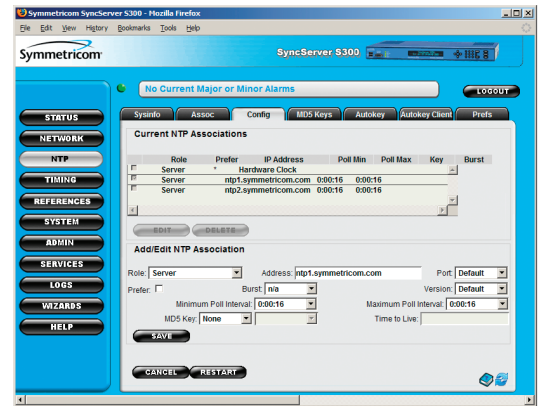 Symmetricom SyncServer S300 - Mozilla Firefox
File Edit View History Bookmarks Tools Help
Symmetricom
SyncServer S300
No Current Major or Minor Alarms
LOGOUT
STATUS
NETWORK
NTP
TIMING
REFERENCES
SYSTEM
ADMIN
SERVICES
LOGS
WIZARDS
HELP
Sysinfo Assoc Config MD5 Keys Autokey Autokey Client Prefs
Current NTP Associations
Role Prefer IP Address Poll Min Poll Max Key Burst
Server * Hardware Clock
Server ntp1.symmetricom.com 0:00:16 0:00:16
Server ntp2.symmetricom.com 0:00:16 0:00:16
EDIT DELETE
Add/Edit NTP Association
Role: Server Address: ntp1.symmetricom.com Port: Default
Prefer: Burst: n/a Version: Default
Minimum Poll Interval: 0:00:16 Maximum Poll Interval: 0:00:16
MD5 Key: None Time to Live:
SAVE
CANCEL RESTART